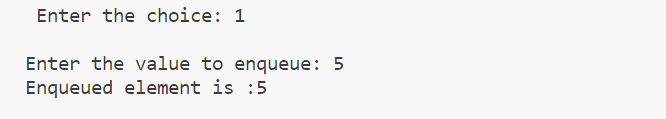 Enter the choice: 1
Enter the value to enqueue: 5
Enqueued element is :5